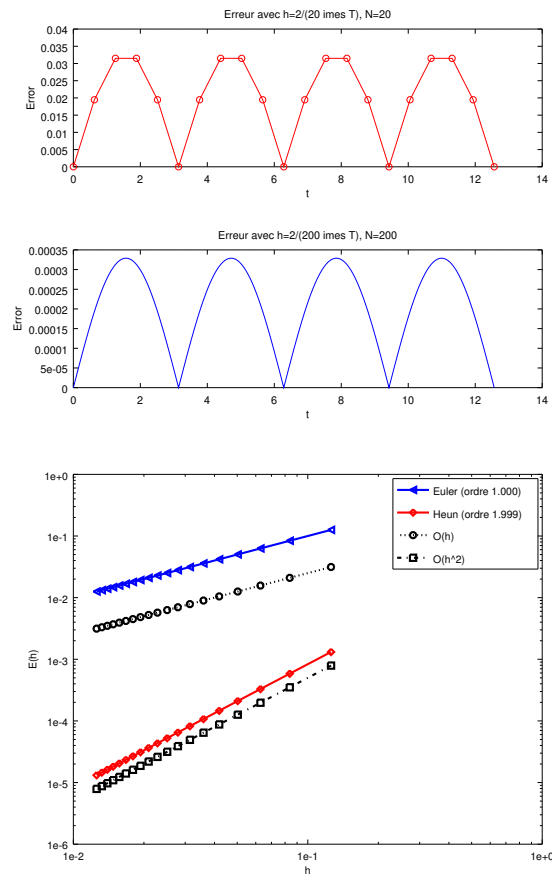 Erreur avec h=2/(20 imes T), N=20
0.04
0.035
0.03
0.025
0.02
0.015
0.01
0.005
0
Error
0 2 4 6 8 10 12 14
t
Erreur avec h=2/(200 imes T), N=200
0.00035
0.0003
0.00025
0.0002
0.00015
0.0001
5e-05
0
Error
0 2 4 6 8 10 12 14
t
1e+0
1e-1
1e-2
1e-3
1e-4
1e-5
1e-6
E(h)
Euler (ordre 1.000)
Heun (ordre 1.999)
O(h)
O(h^2)
1e-2 1e-1 1e+0
h